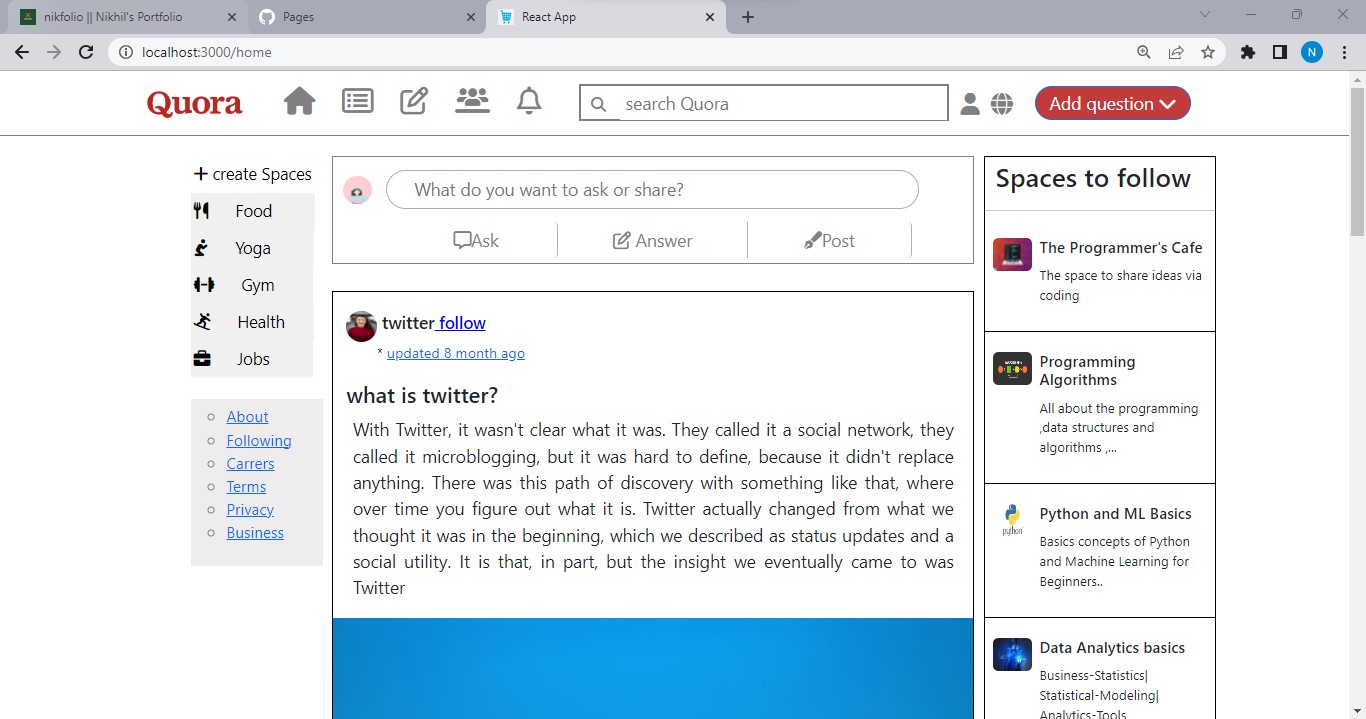 nikfolio || Nikhil's Portfolio
Pages
React App
localhost:3000/home
N
Quora
search Quora
Add question
create Spaces
Food
Yoga
Gym
Health
Jobs
About
Following
Carrers
Terms
Privacy
Business
What do you want to ask or share?
Ask
Answer
Post
twitter follow
* updated 8 month ago
what is twitter?
With Twitter, it wasn't clear what it was. They called it a social network, they
called it microblogging, but it was hard to define, because it didn't replace
anything. There was this path of discovery with something like that, where
over time you figure out what it is. Twitter actually changed from what we
thought it was in the beginning, which we described as status updates and a
social utility. It is that, in part, but the insight we eventually came to was
Twitter
Spaces to follow
The Programmer's Cafe
The space to share ideas via
coding
Programming
Algorithms
All about the programming
,data structures and
algorithms ,...
python
Python and ML Basics
Basics concepts of Python
and Machine Learning for
Beginners..
Data Analytics basics
Business-Statistics|
Statistical-Modeling|
Analytics-Tools